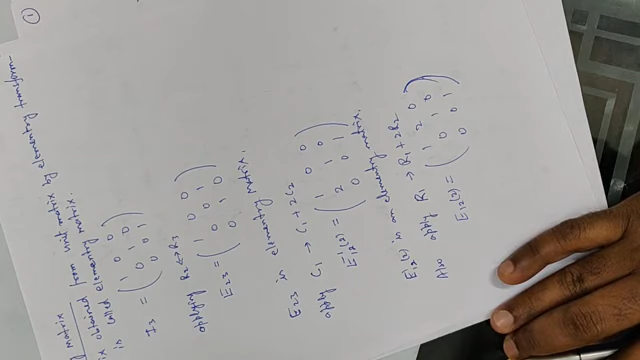 (1)
matrix
ix obtained from unit matrix by elementary transform-
is called elementary matrix.
I3 = ( 1 0 0
0 1 0
0 0 1 )
apply R2 ↔ R3
E23 = ( 1 0 0
0 0 1
0 1 0 )
E23 is elementary matrix.
apply C1 → C1 + 2C2
E'12(2) = ( 1 0 0
2 1 0
0 0 1 )
E12(2) is an elementary matrix.
Also apply R1 → R1 + 2R2
E12(2) = ( 1 2 0
0 1 0
0 0 1 )